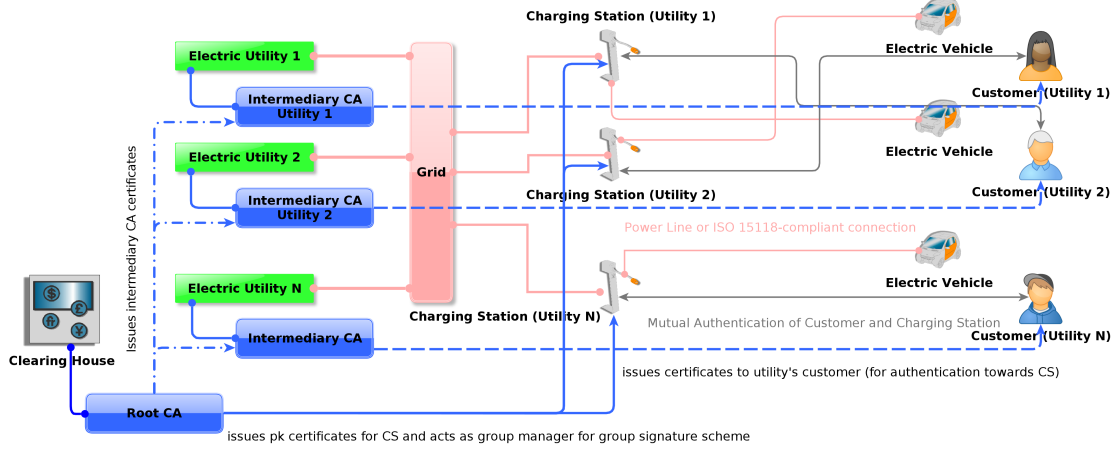 Charging Station (Utility 1)
Electric Vehicle
Customer (Utility 1)
Electric Utility 1
Intermediary CA
Utility 1
Grid
Electric Utility 2
Intermediary CA
Utility 2
Charging Station (Utility 2)
Electric Vehicle
Customer (Utility 2)
Power Line or ISO 15118-compliant connection
Issues intermediary CA certificates
Electric Utility N
Intermediary CA
Charging Station (Utility N)
Electric Vehicle
Mutual Authentication of Customer and Charging Station
Customer (Utility N)
issues certificates to utility's customer (for authentication towards CS)
Clearing House
Root CA
issues pk certificates for CS and acts as group manager for group signature scheme